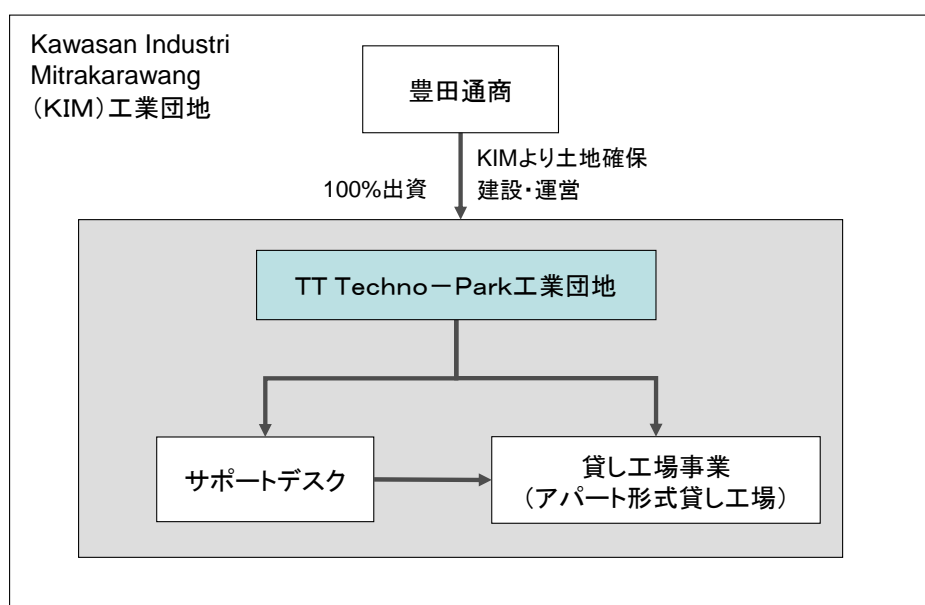 Kawasan Industri
Mitrakarawang
（KIM）工業団地
豊田通商
100%出資
KIMより土地確保
建設・運営
TT Techno－Park工業団地
サポートデスク
貸し工場事業
（アパート形式貸し工場）